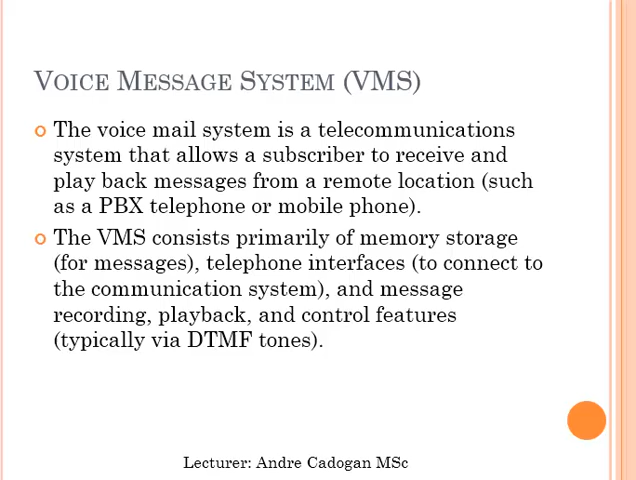 VOICE MESSAGE SYSTEM (VMS)
The voice mail system is a telecommunications
system that allows a subscriber to receive and
play back messages from a remote location (such
as a PBX telephone or mobile phone).
The VMS consists primarily of memory storage
(for messages), telephone interfaces (to connect to
the communication system), and message
recording, playback, and control features
(typically via DTMF tones).
Lecturer: Andre Cadogan MSc